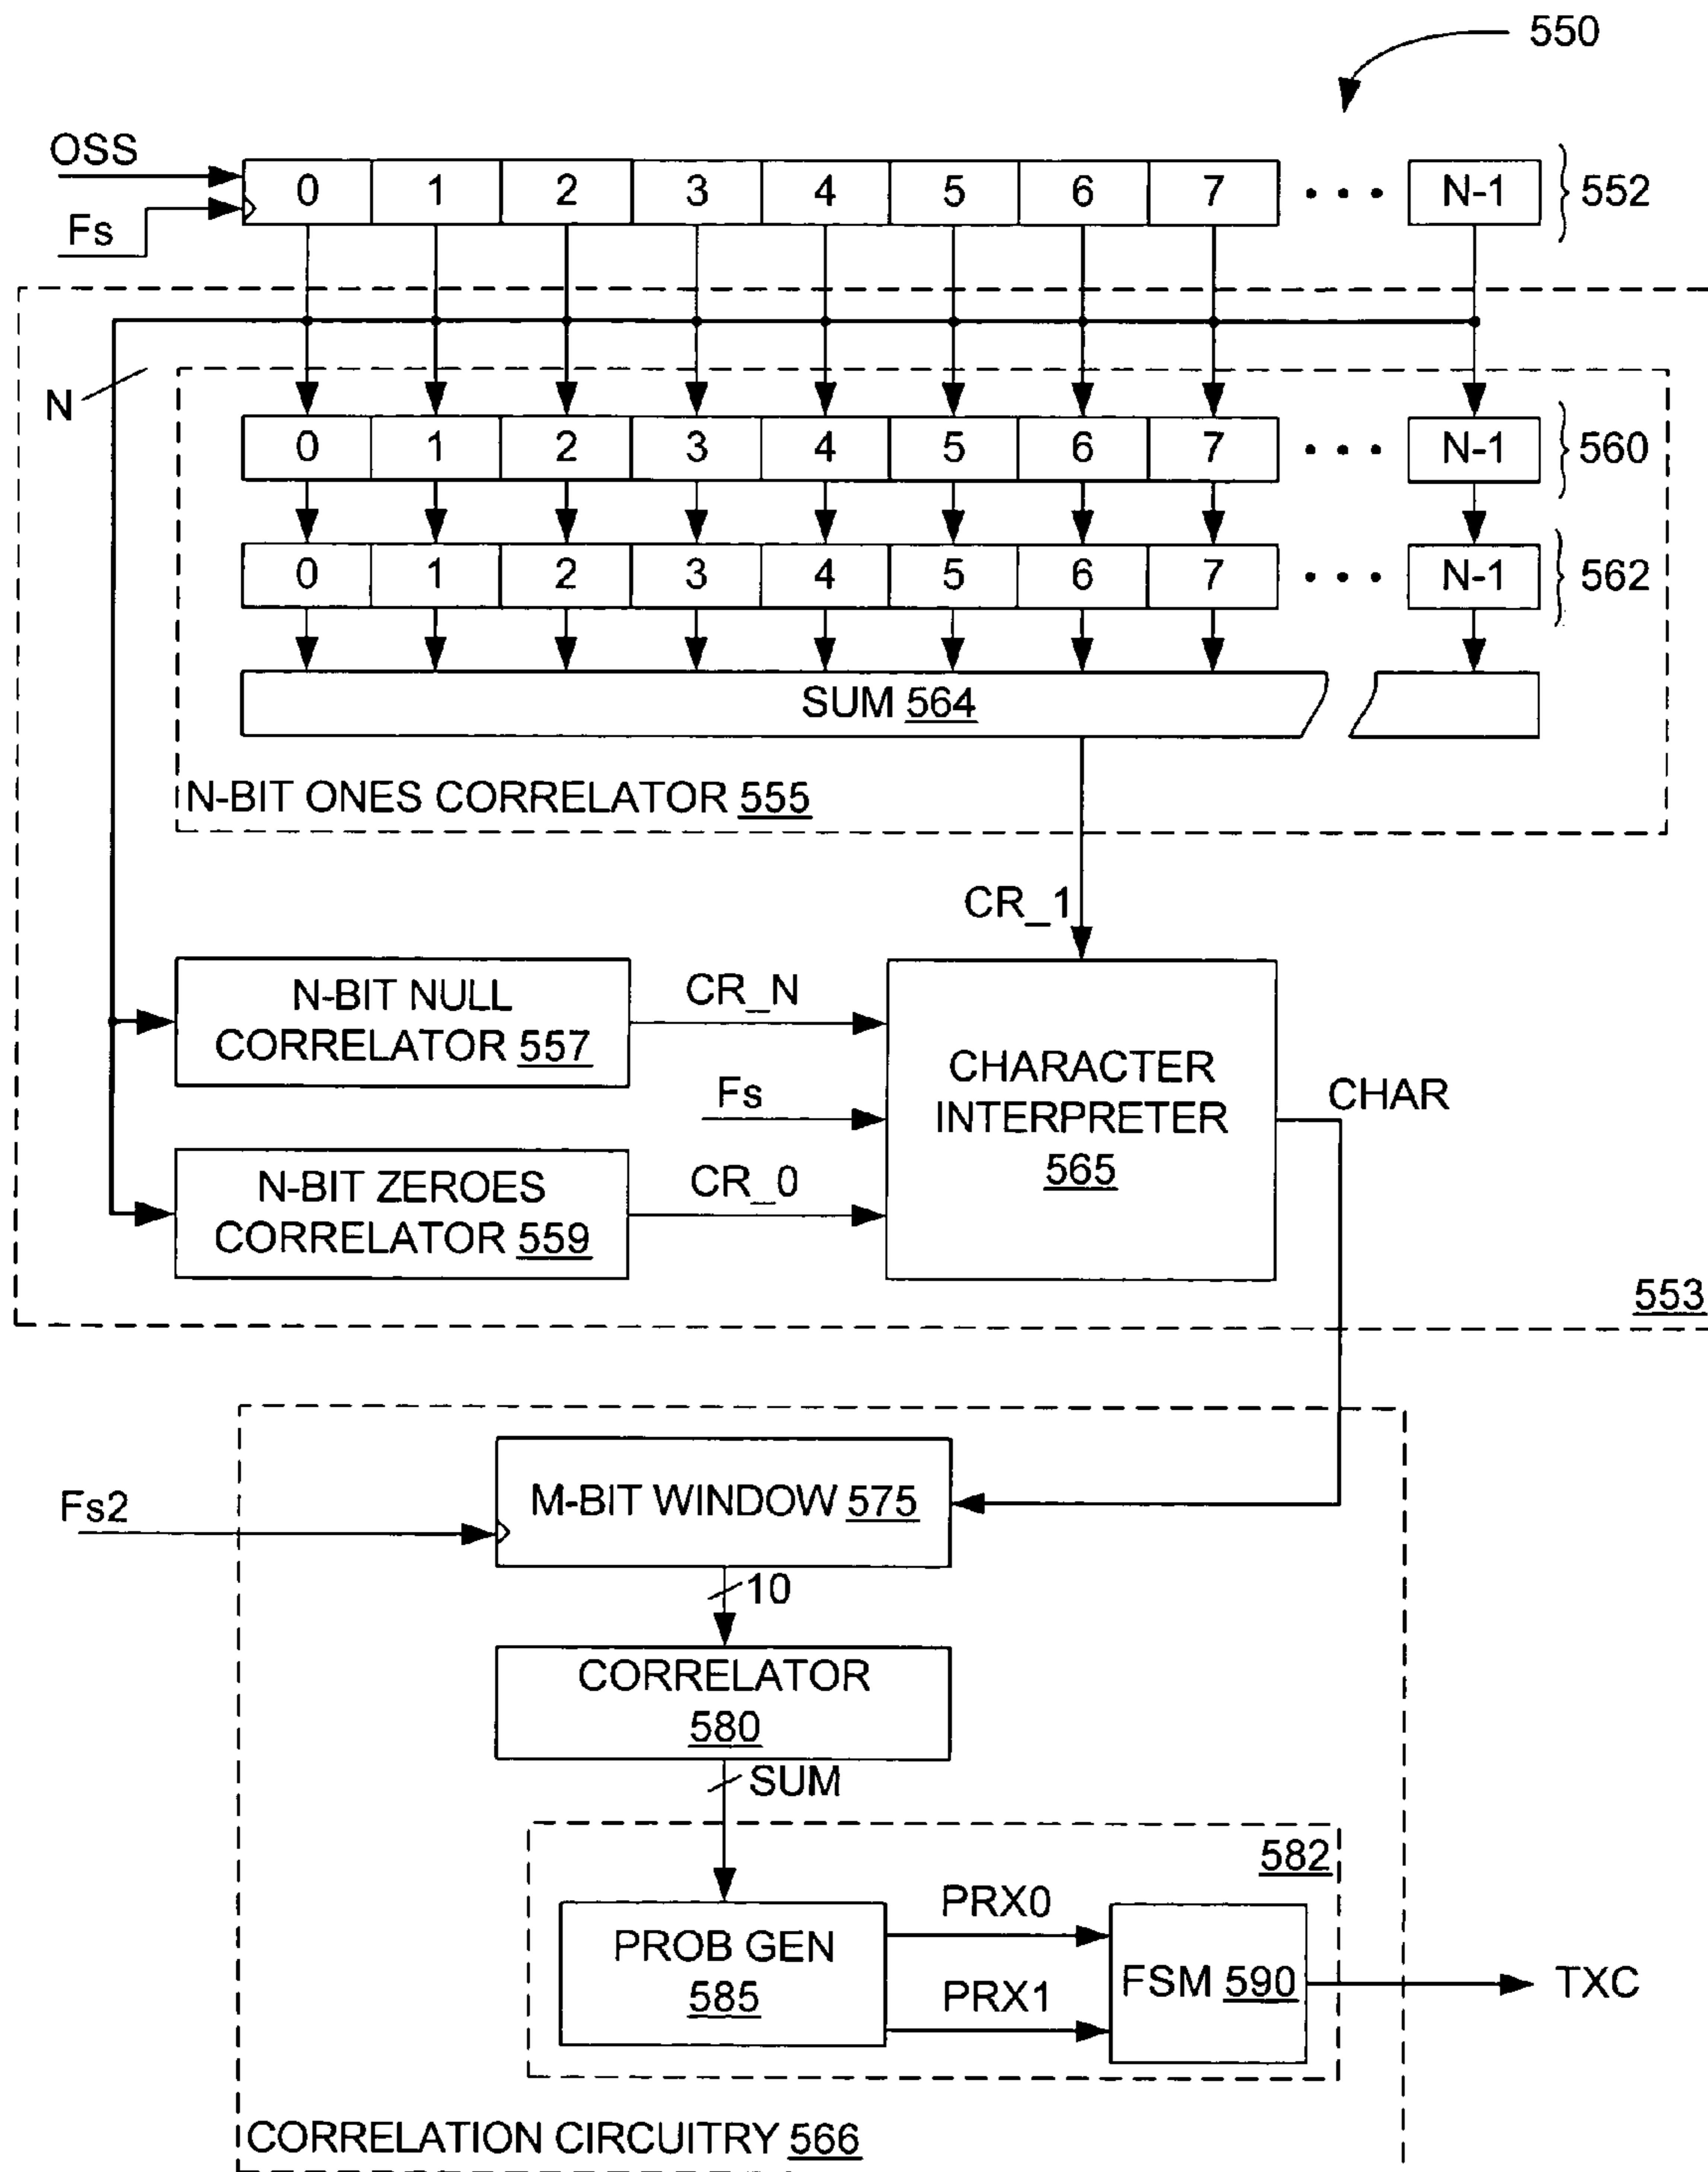 550
OSS
Fs
0 1 2 3 4 5 6 7 ••• N-1 552
N
0 1 2 3 4 5 6 7 ••• N-1 560
0 1 2 3 4 5 6 7 ••• N-1 562
SUM 564
N-BIT ONES CORRELATOR 555
CR_1
N-BIT NULL
CORRELATOR 557
CR_N
Fs
N-BIT ZEROES
CORRELATOR 559
CR_0
CHARACTER
INTERPRETER
565
CHAR
553
Fs2
M-BIT WINDOW 575
10
CORRELATOR
580
SUM
582
PROB GEN
585
PRX0
PRX1
FSM 590
TXC
CORRELATION CIRCUITRY 566